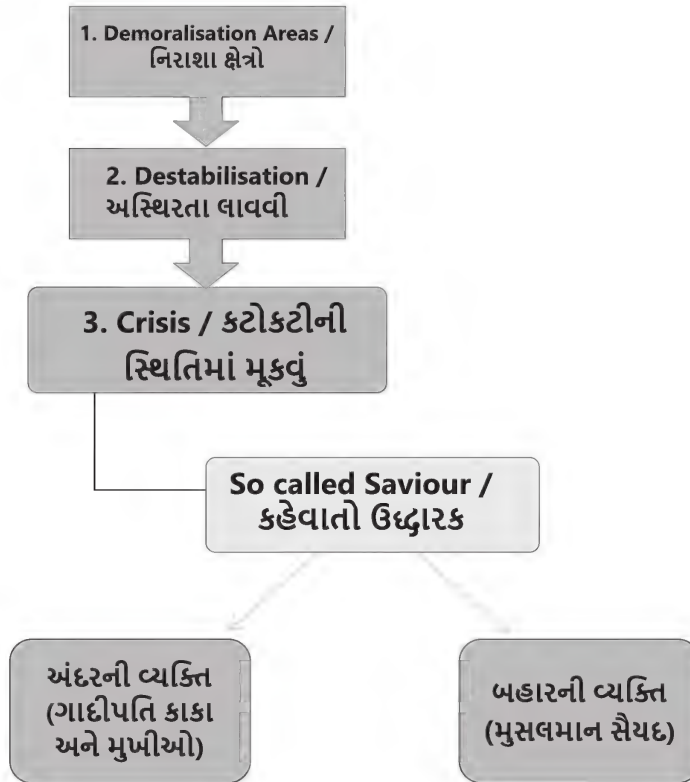 1. Demoralisation Areas /
નિરાશા ક્ષેત્રો
2. Destabilisation /
અસ્થિરતા લાવવી
3. Crisis / કટોકટીની
સ્થિતિમાં મૂકવું
So called Saviour /
કહેવાતો ઉધ્ધારક
અંદરની વ્યક્તિ
(ગાદીપતિ કાકા
અને મુખીઓ)
બહારની વ્યક્તિ
(મુસલમાન સૈયદ)